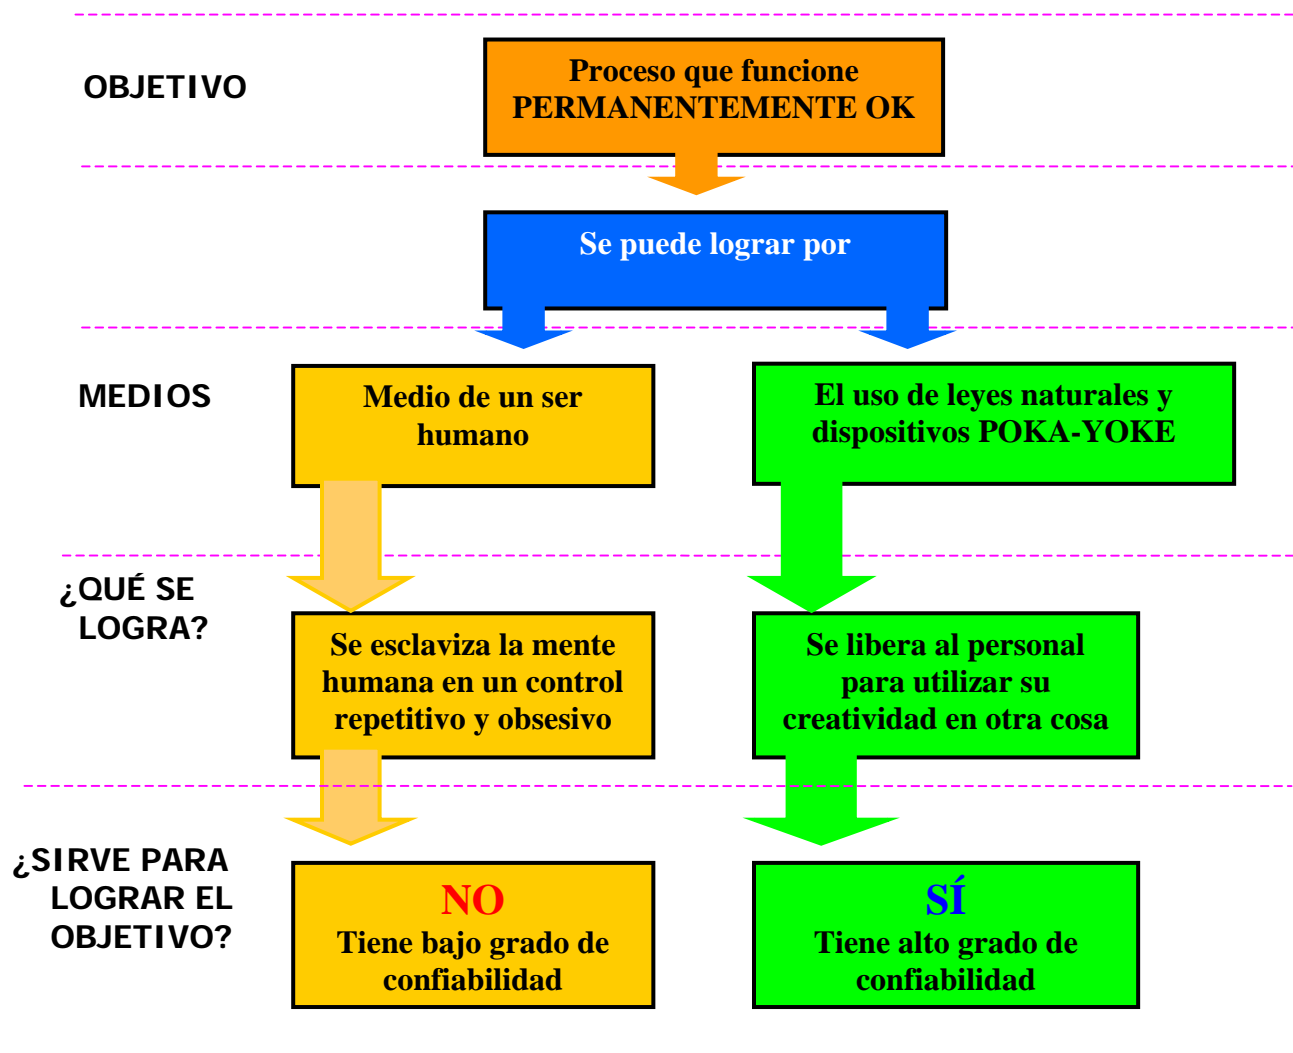 OBJETIVO
Proceso que funcione
PERMANENTEMENTE OK
Se puede lograr por
MEDIOS
Medio de un ser
humano
El uso de leyes naturales y
dispositivos POKA-YOKE
¿QUÉ SE
LOGRA?
Se esclaviza la mente
humana en un control
repetitivo y obsesivo
Se libera al personal
para utilizar su
creatividad en otra cosa
¿SIRVE PARA
LOGRAR EL
OBJETIVO?
NO
Tiene bajo grado de
confiabilidad
SÍ
Tiene alto grado de
confiabilidad